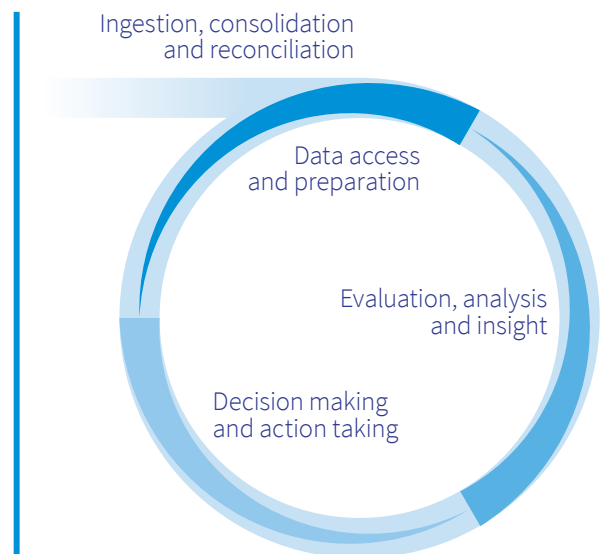 Ingestion, consolidation
and reconciliation
Data access
and preparation
Evaluation, analysis
and insight
Decision making
and action taking